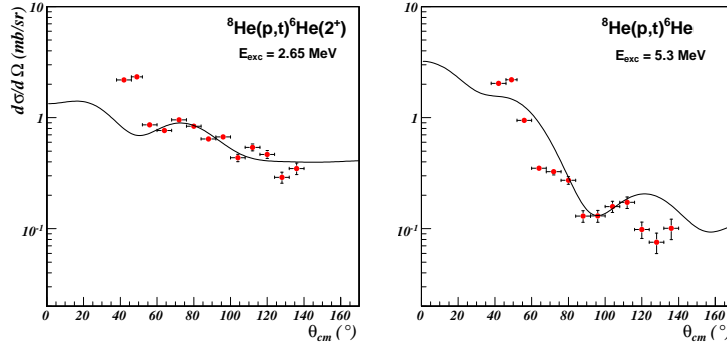 ⁸He(p,t)⁶He(2⁺)
E_exc = 2.65 MeV
dσ/dΩ (mb/sr)
10
1
10⁻¹
0 20 40 60 80 100 120 140 160
θ_cm (°)
⁸He(p,t)⁶He
E_exc = 5.3 MeV
10
1
10⁻¹
0 20 40 60 80 100 120 140 160
θ_cm (°)